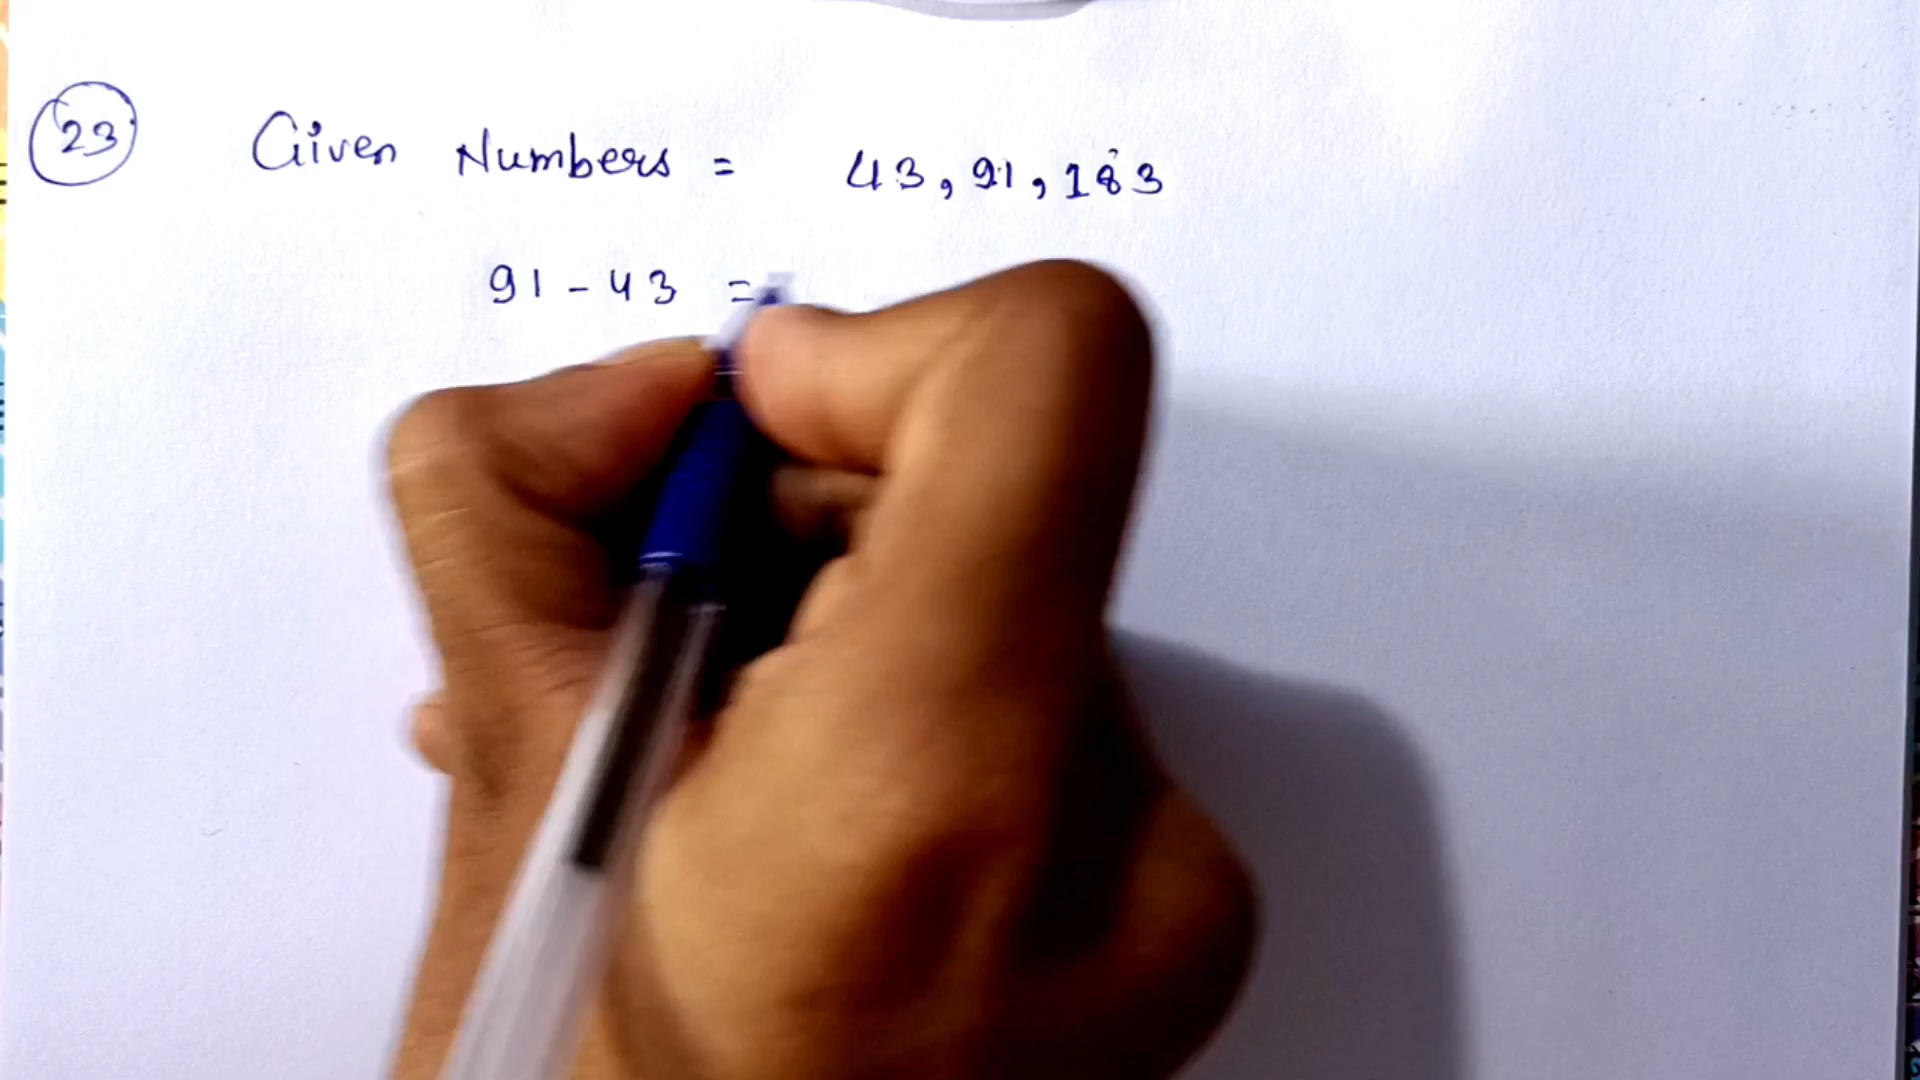 23 Given Numbers = 43, 91, 183
91 - 43 =